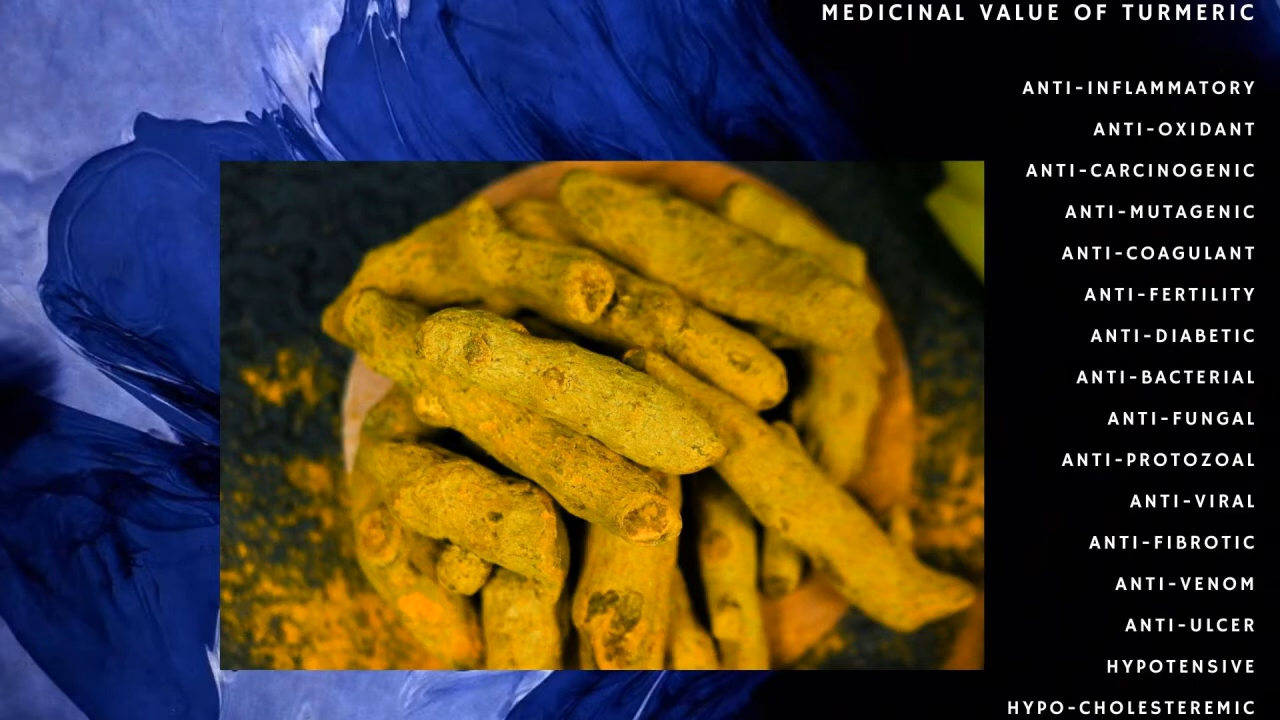 MEDICINAL VALUE OF TURMERIC
ANTI-INFLAMMATORY
ANTI-OXIDANT
ANTI-CARCINOGENIC
ANTI-MUTAGENIC
ANTI-COAGULANT
ANTI-FERTILITY
ANTI-DIABETIC
ANTI-BACTERIAL
ANTI-FUNGAL
ANTI-PROTOZOAL
ANTI-VIRAL
ANTI-FIBROTIC
ANTI-VENOM
ANTI-ULCER
HYPOTENSIVE
HYPO-CHOLESTEREMIC